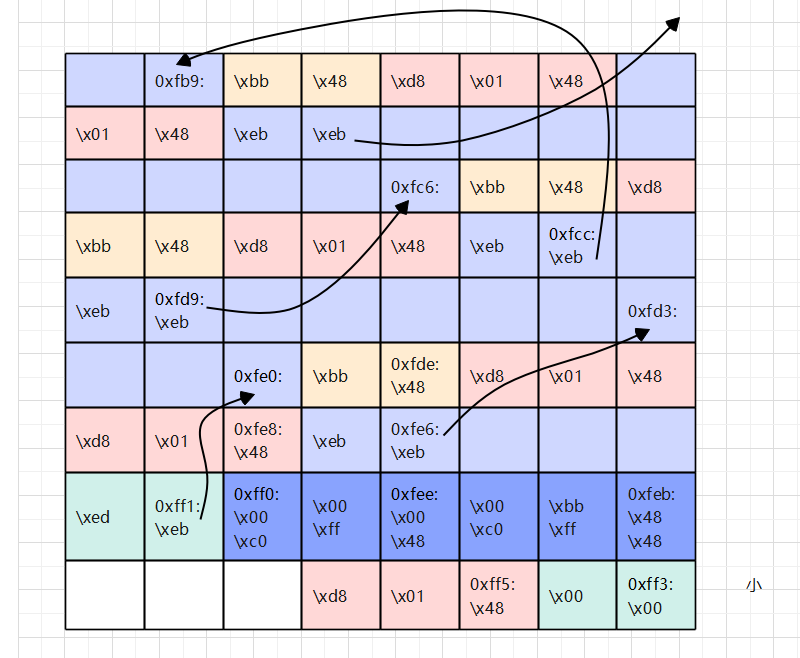 0xfb9: \xbb \x48 \xd8 \x01 \x48
\x01 \x48 \xeb \xeb
0xfc6: \xbb \x48 \xd8
\xbb \x48 \xd8 \x01 \x48 \xeb 0xfcc: \xeb
\xeb 0xfd9: \xeb 0xfd3:
0xfe0: \xbb 0xfde: \x48 \xd8 \x01 \x48
\xd8 \x01 0xfe8: \x48 \xeb 0xfe6: \xeb
\xed 0xff1: \xeb 0xff0: \x00 \xc0 \x00 \xff 0xfee: \x00 \x48 \x00 \xc0 \xbb \xff 0xfeb: \x48 \x48
\xd8 \x01 0xff5: \x48 \x00 0xff3: \x00
小